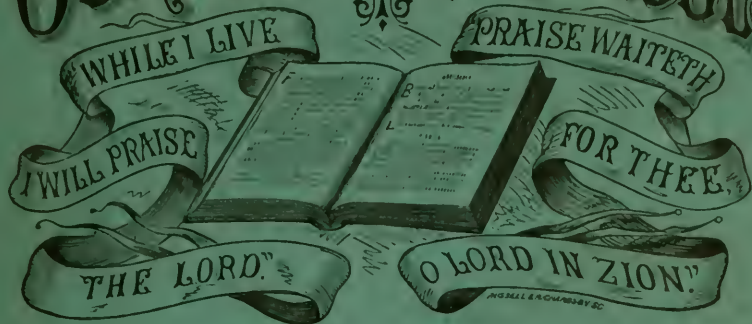 WHILE I LIVE
I WILL PRAISE
THE LORD."
PRAISE WAITETH
FOR THEE,
O LORD IN ZION."
F
B
L